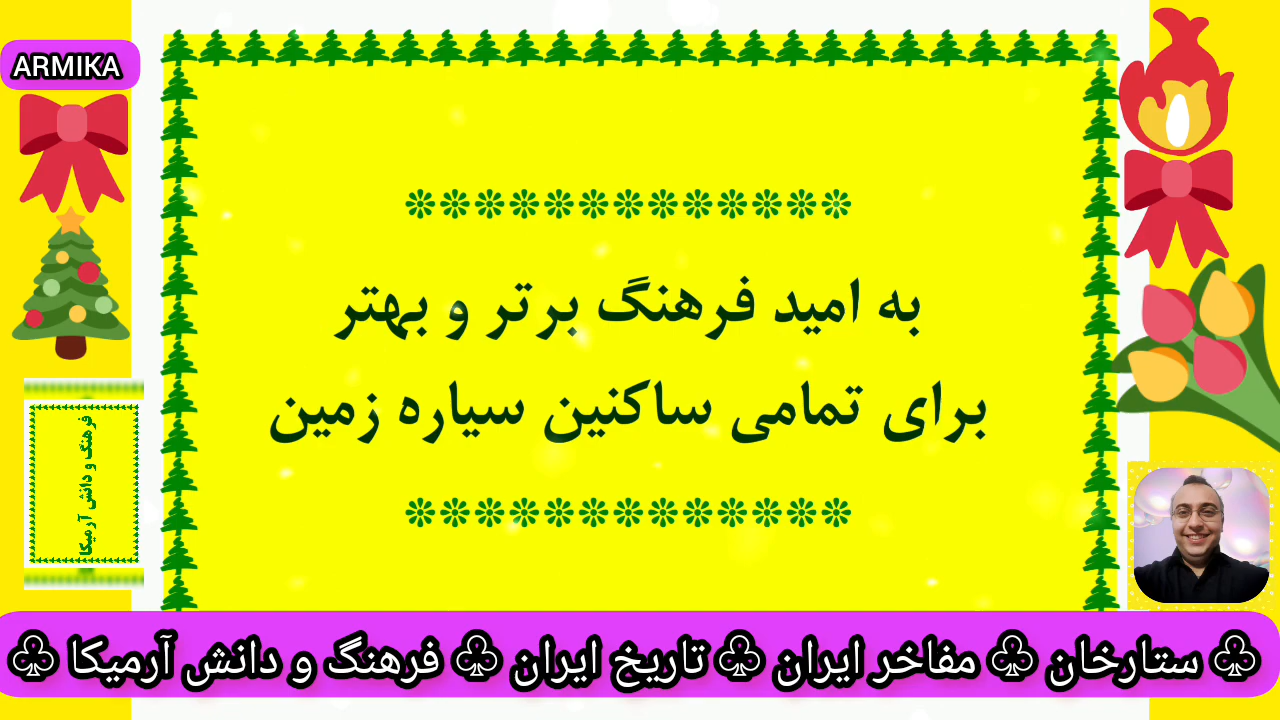 ARMIKA
❊❊❊❊❊❊❊❊❊❊❊❊❊
به امید فرهنگ برتر و بهتر
برای تمامی ساکنین سیاره زمین
❊❊❊❊❊❊❊❊❊❊❊❊❊
فرهنگ و دانش آرمیکا
♧ ستارخان ♧ مفاخر ایران ♧ تاریخ ایران ♧ فرهنگ و دانش آرمیکا ♧